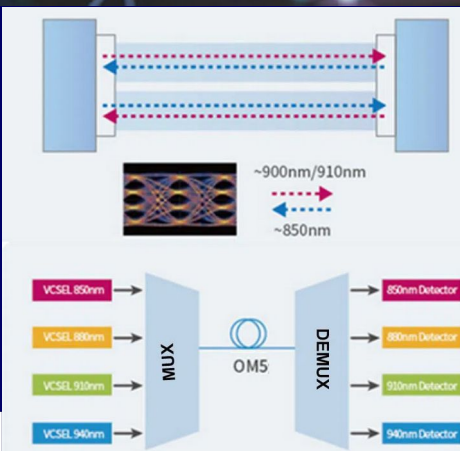 ~900nm/910nm
~850nm
VCSEL 850nm
850nm Detector
VCSEL 880nm
880nm Detector
MUX
OM5
DEMUX
VCSEL 910nm
910nm Detector
VCSEL 940nm
940nm Detector